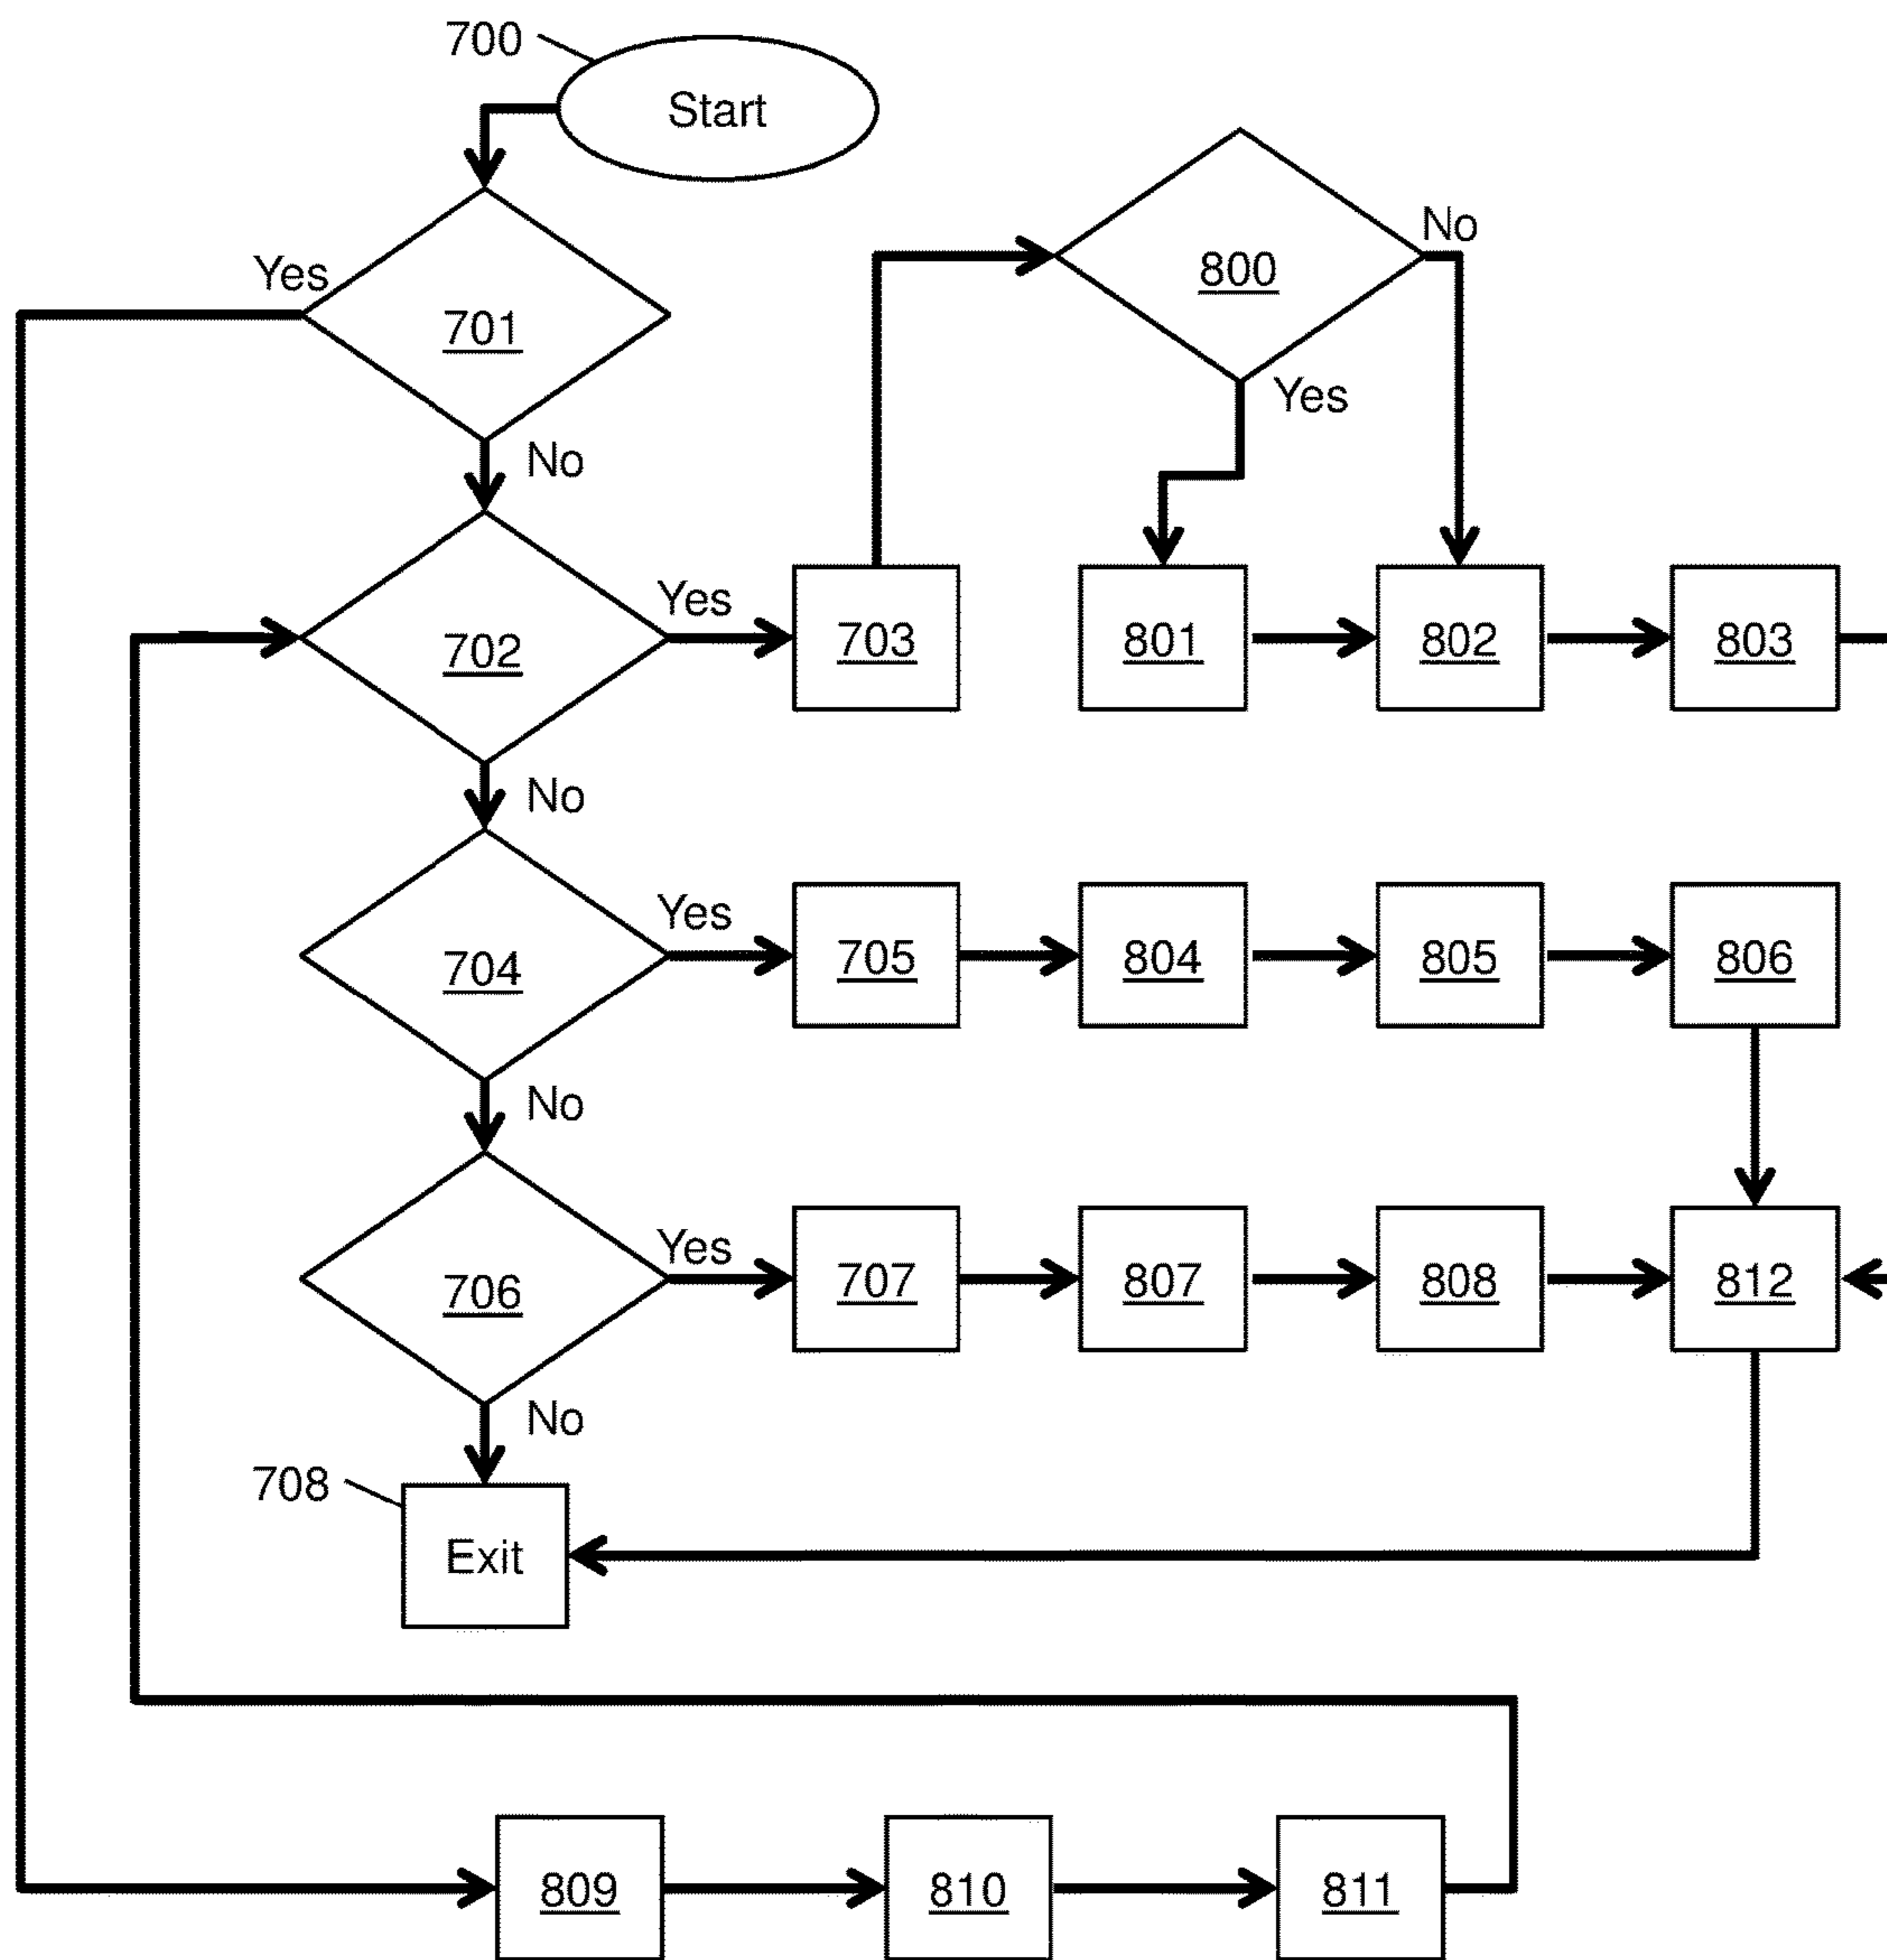 700
Start
Yes
701
No
800
No
Yes
702
Yes
703
801
802
803
No
704
Yes
705
804
805
806
No
706
Yes
707
807
808
812
No
708
Exit
809
810
811